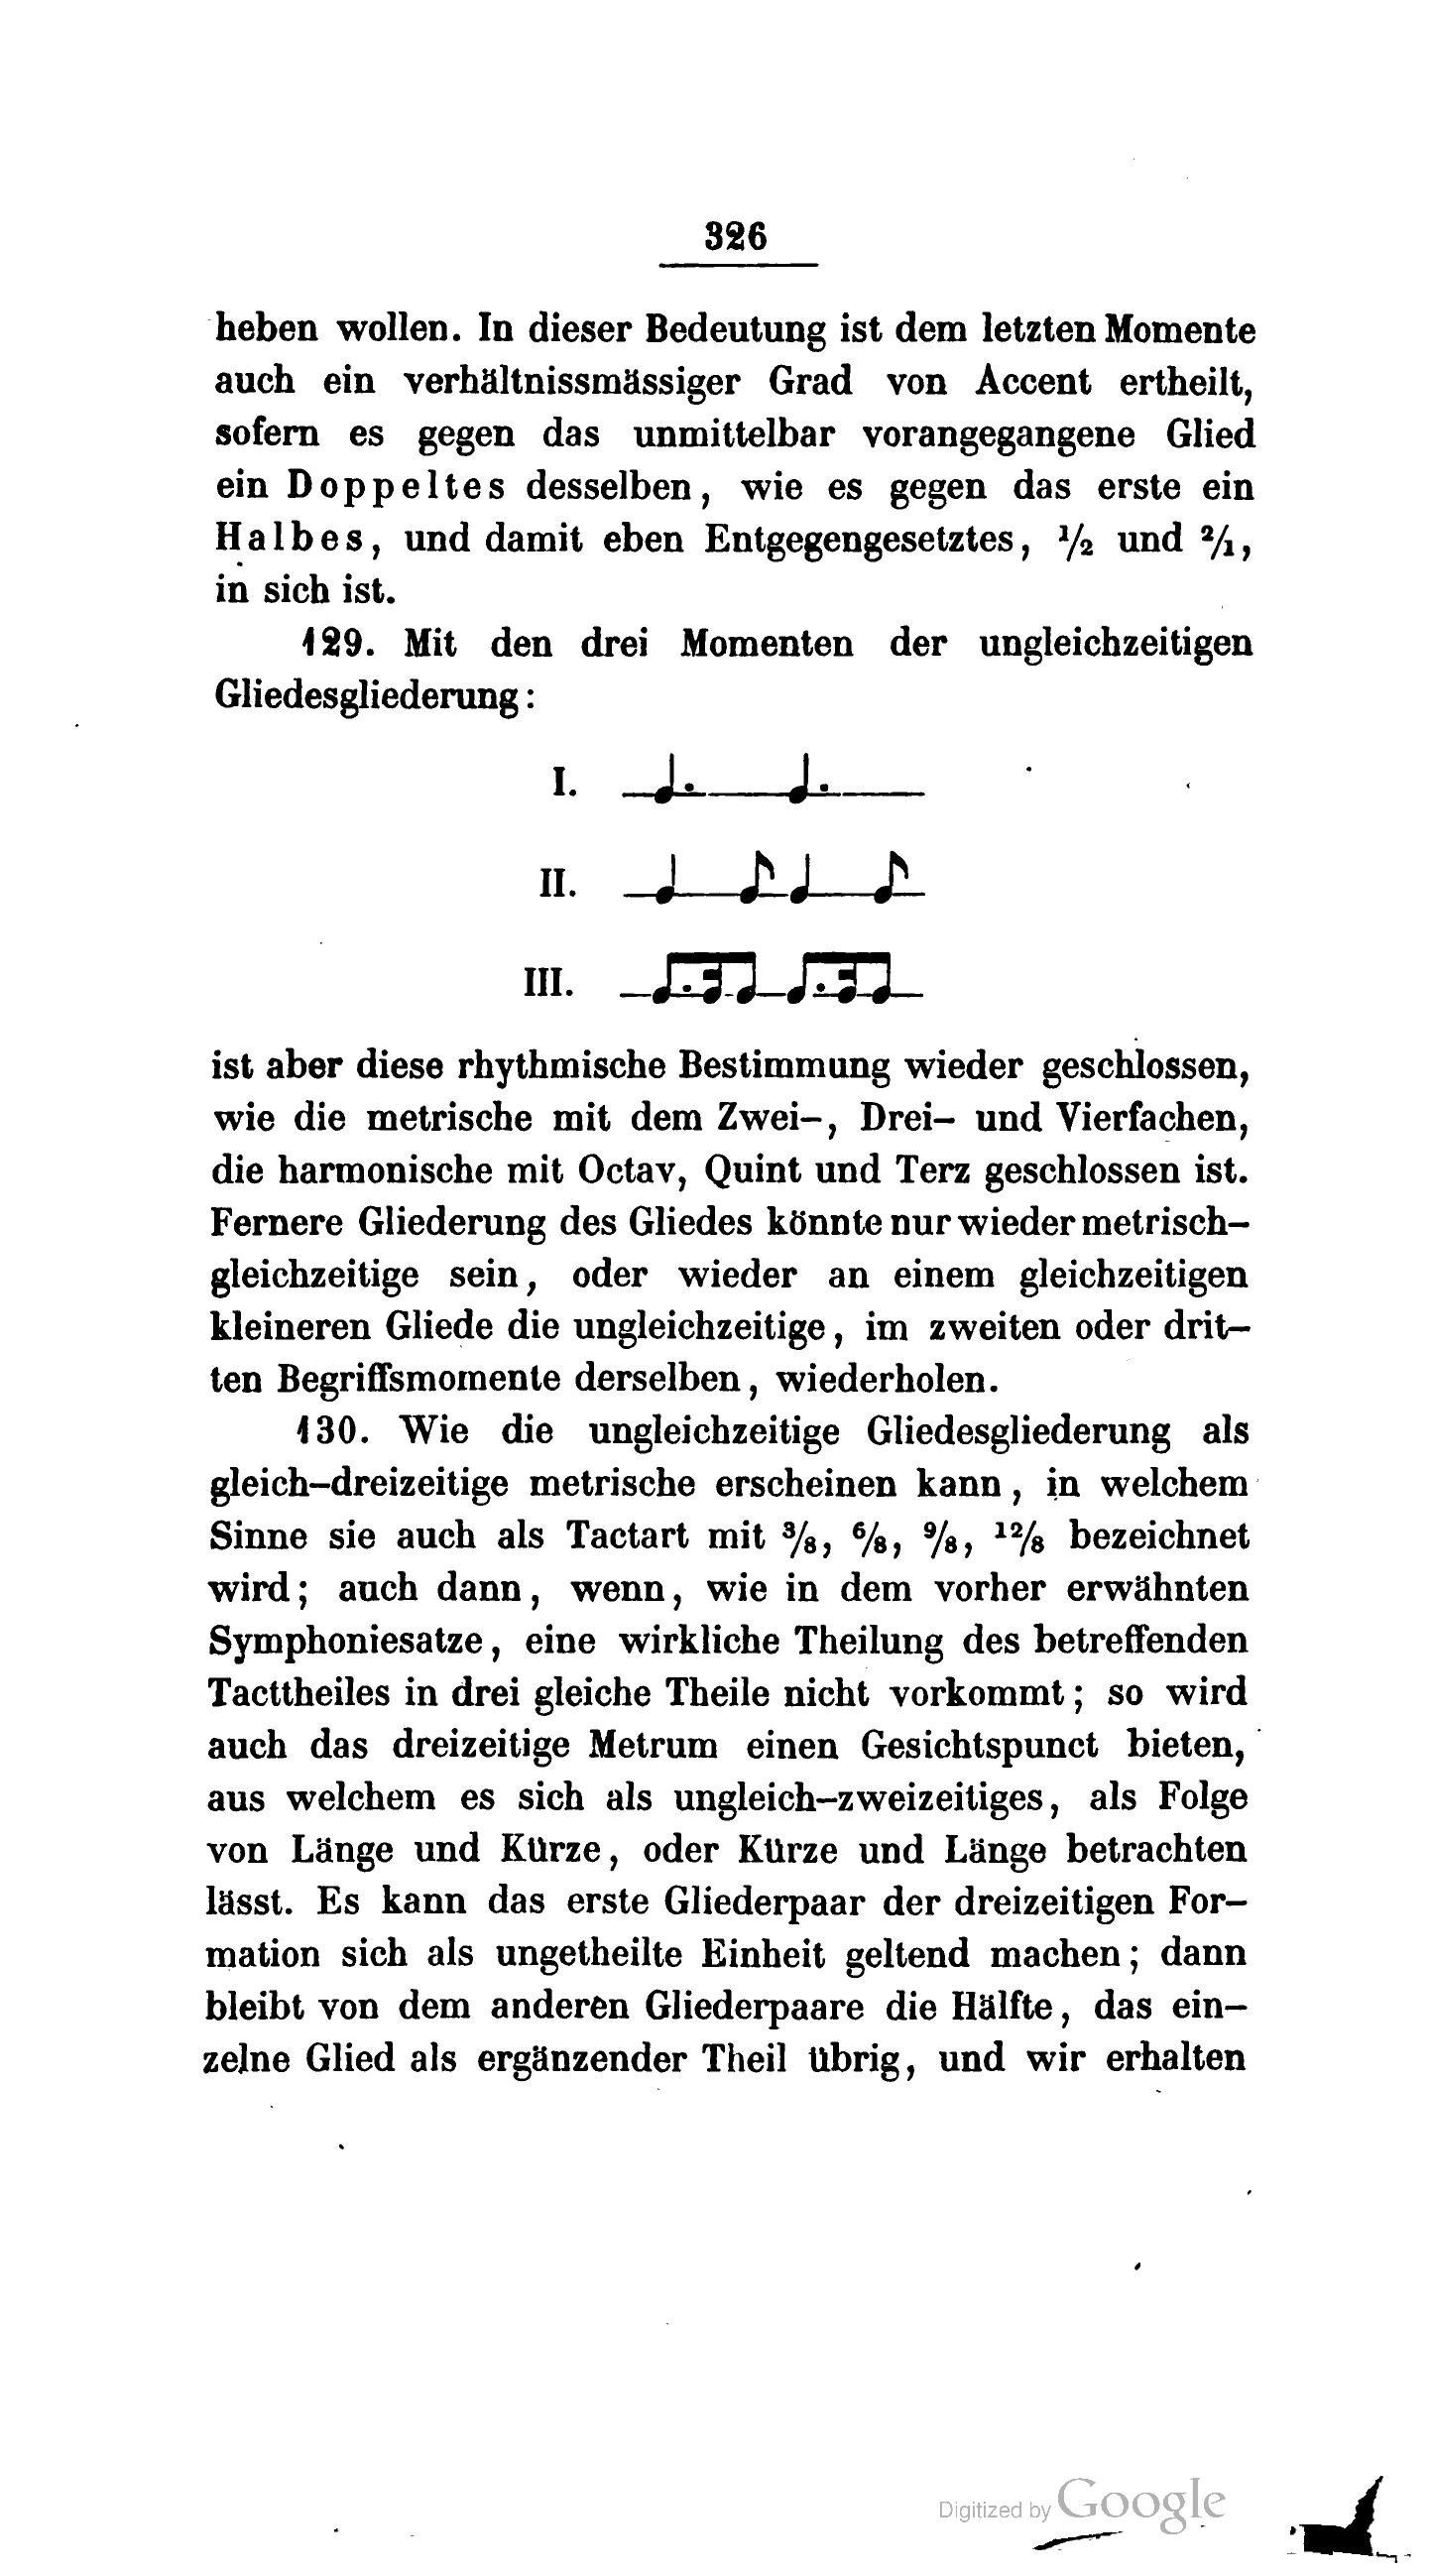 326
heben wollen. In dieser Bedeutung ist dem letzten Momente
auch ein verhältnissmässiger Grad von Accent ertheilt,
sofern es gegen das unmittelbar vorangegangene Glied
ein Doppeltes desselben, wie es gegen das erste ein
Halbes, und damit eben Entgegengesetztes, ½ und 2/1,
in sich ist.
129. Mit den drei Momenten der ungleichzeitigen
Gliedesgliederung:
I.
II.
III.
ist aber diese rhythmische Bestimmung wieder geschlossen,
wie die metrische mit dem Zwei-, Drei- und Vierfachen,
die harmonische mit Octav, Quint und Terz geschlossen ist.
Fernere Gliederung des Gliedes könnte nur wieder metrisch-
gleichzeitige sein, oder wieder an einem gleichzeitigen
kleineren Gliede die ungleichzeitige, im zweiten oder drit-
ten Begriffsmomente derselben, wiederholen.
130. Wie die ungleichzeitige Gliedesgliederung als
gleich-dreizeitige metrische erscheinen kann, in welchem
Sinne sie auch als Tactart mit 3/8, 6/8, 9/8, 12/8 bezeichnet
wird; auch dann, wenn, wie in dem vorher erwähnten
Symphoniesatze, eine wirkliche Theilung des betreffenden
Tacttheiles in drei gleiche Theile nicht vorkommt; so wird
auch das dreizeitige Metrum einen Gesichtspunct bieten,
aus welchem es sich als ungleich-zweizeitiges, als Folge
von Länge und Kürze, oder Kürze und Länge betrachten
lässt. Es kann das erste Gliederpaar der dreizeitigen For-
mation sich als ungetheilte Einheit geltend machen; dann
bleibt von dem anderen Gliederpaare die Hälfte, das ein-
zelne Glied als ergänzender Theil übrig, und wir erhalten
Digitized by Google